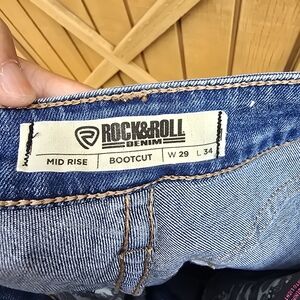 ROCK&ROLL
DENIM
MID RISE BOOTCUT W 29 L 34